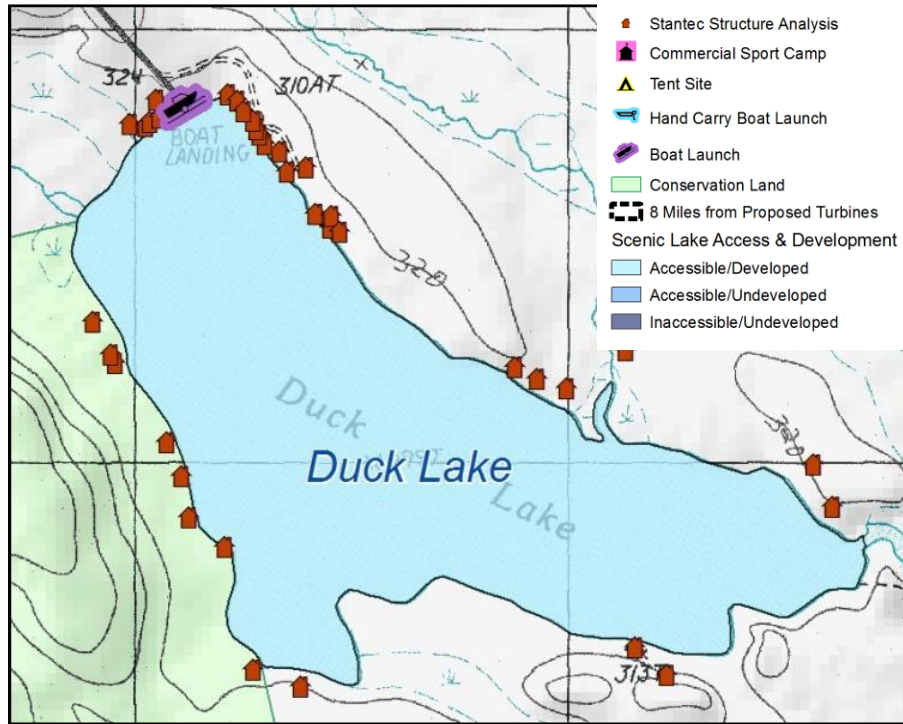 Stantec Structure Analysis
Commercial Sport Camp
Tent Site
Hand Carry Boat Launch
Boat Launch
Conservation Land
8 Miles from Proposed Turbines
Scenic Lake Access & Development
Accessible/Developed
Accessible/Undeveloped
Inaccessible/Undeveloped
324
310AT
BOAT
LANDING
320
Duck
Duck Lake
Lake
320